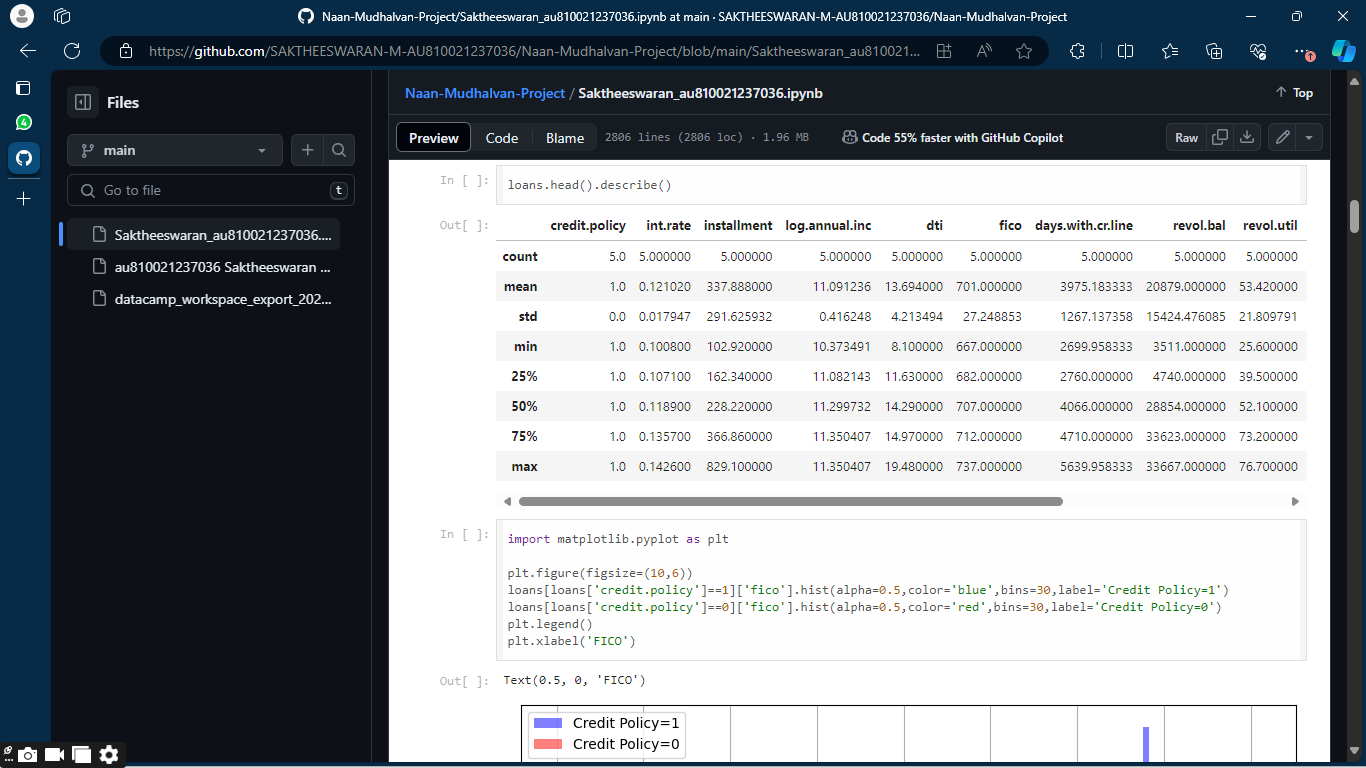 Naan-Mudhalvan-Project/Saktheeswaran_au810021237036.ipynb at main · SAKTHEESWARAN-M-AU810021237036/Naan-Mudhalvan-Project
https://github.com/SAKTHEESWARAN-M-AU810021237036/Naan-Mudhalvan-Project/blob/main/Saktheeswaran_au810021...
4
Files
main
Go to file
t
Saktheeswaran_au810021237036....
au810021237036 Saktheeswaran ...
datacamp_workspace_export_202...
Naan-Mudhalvan-Project / Saktheeswaran_au810021237036.ipynb
Top
Preview Code Blame 2806 lines (2806 loc) · 1.96 MB Code 55% faster with GitHub Copilot Raw
In [ ]: loans.head().describe()
Out[ ]: credit.policy int.rate installment log.annual.inc dti fico days.with.cr.line revol.bal revol.util
count 5.0 5.000000 5.000000 5.000000 5.000000 5.000000 5.000000 5.000000 5.000000
mean 1.0 0.121020 337.888000 11.091236 13.694000 701.000000 3975.183333 20879.000000 53.420000
std 0.0 0.017947 291.625932 0.416248 4.213494 27.248853 1267.137358 15424.476085 21.809791
min 1.0 0.100800 102.920000 10.373491 8.100000 667.000000 2699.958333 3511.000000 25.600000
25% 1.0 0.107100 162.340000 11.082143 11.630000 682.000000 2760.000000 4740.000000 39.500000
50% 1.0 0.118900 228.220000 11.299732 14.290000 707.000000 4066.000000 28854.000000 52.100000
75% 1.0 0.135700 366.860000 11.350407 14.970000 712.000000 4710.000000 33623.000000 73.200000
max 1.0 0.142600 829.100000 11.350407 19.480000 737.000000 5639.958333 33667.000000 76.700000
In [ ]: import matplotlib.pyplot as plt
plt.figure(figsize=(10,6))
loans[loans['credit.policy']==1]['fico'].hist(alpha=0.5,color='blue',bins=30,label='Credit Policy=1')
loans[loans['credit.policy']==0]['fico'].hist(alpha=0.5,color='red',bins=30,label='Credit Policy=0')
plt.legend()
plt.xlabel('FICO')
Out[ ]: Text(0.5, 0, 'FICO')
Credit Policy=1
Credit Policy=0